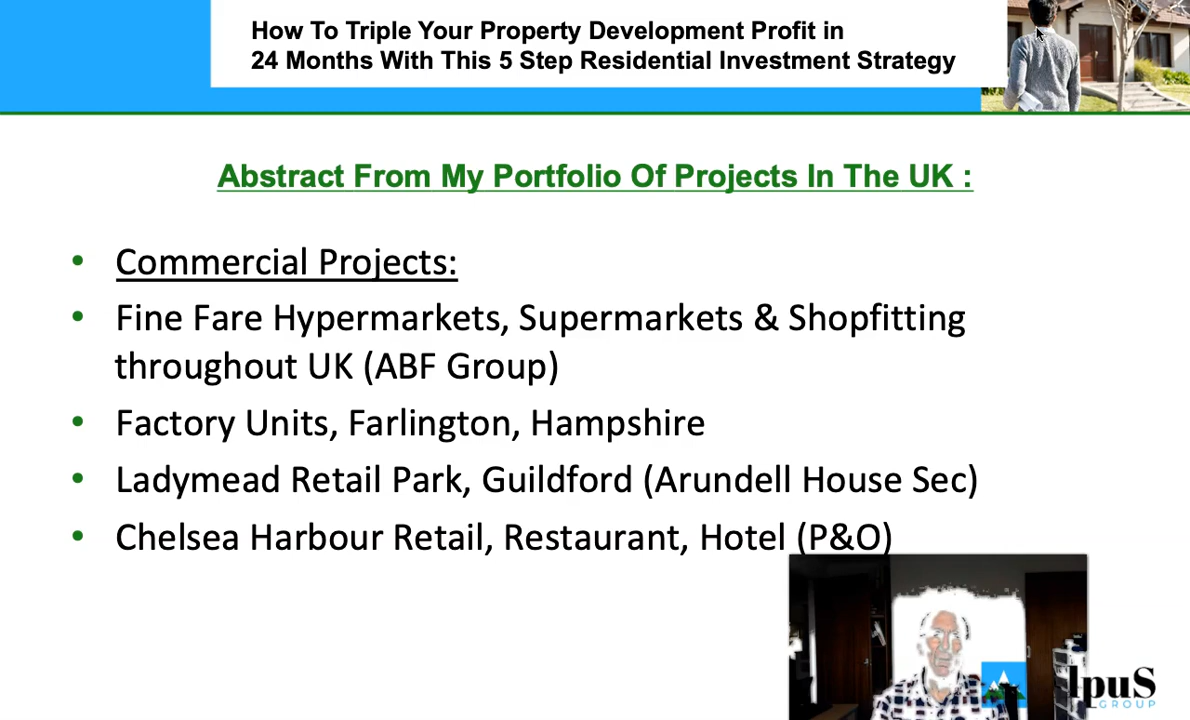 How To Triple Your Property Development Profit in
24 Months With This 5 Step Residential Investment Strategy
Abstract From My Portfolio Of Projects In The UK :
• Commercial Projects:
• Fine Fare Hypermarkets, Supermarkets & Shopfitting
throughout UK (ABF Group)
• Factory Units, Farlington, Hampshire
• Ladymead Retail Park, Guildford (Arundell House Sec)
• Chelsea Harbour Retail, Restaurant, Hotel (P&O)
GROUP